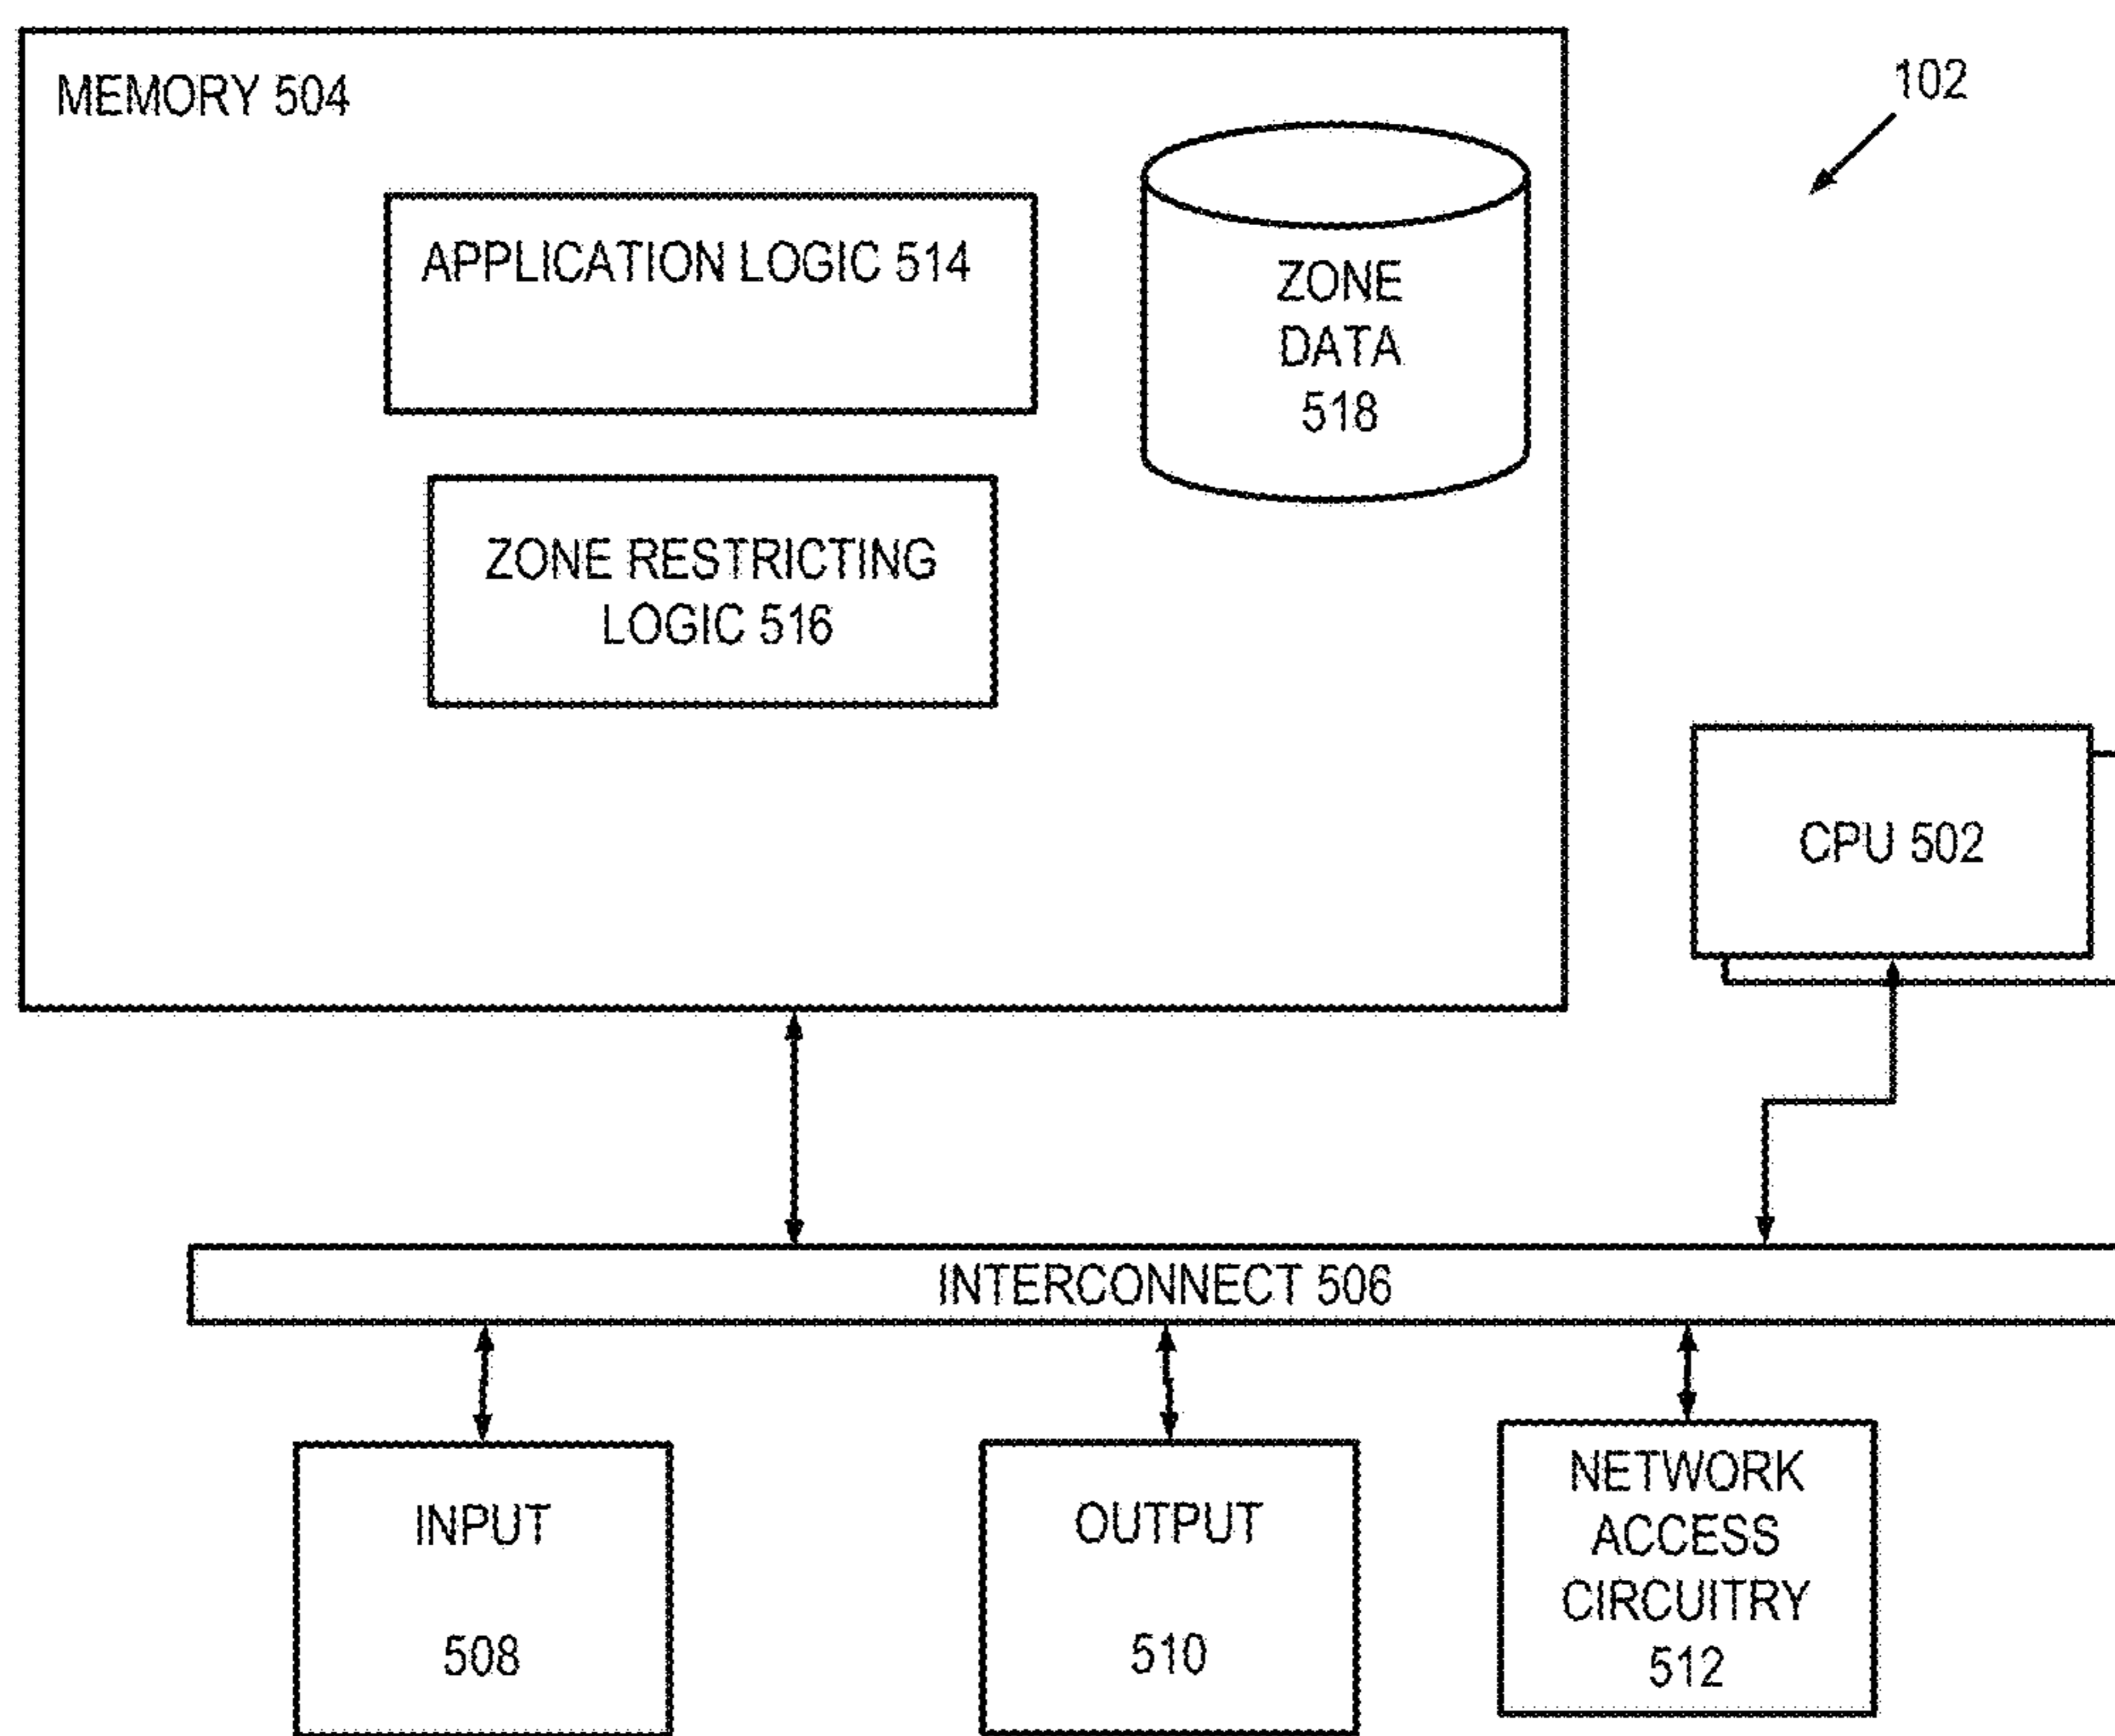 MEMORY 504
102
APPLICATION LOGIC 514
ZONE
DATA
518
ZONE RESTRICTING
LOGIC 516
CPU 502
INTERCONNECT 506
INPUT
508
OUTPUT
510
NETWORK
ACCESS
CIRCUITRY
512